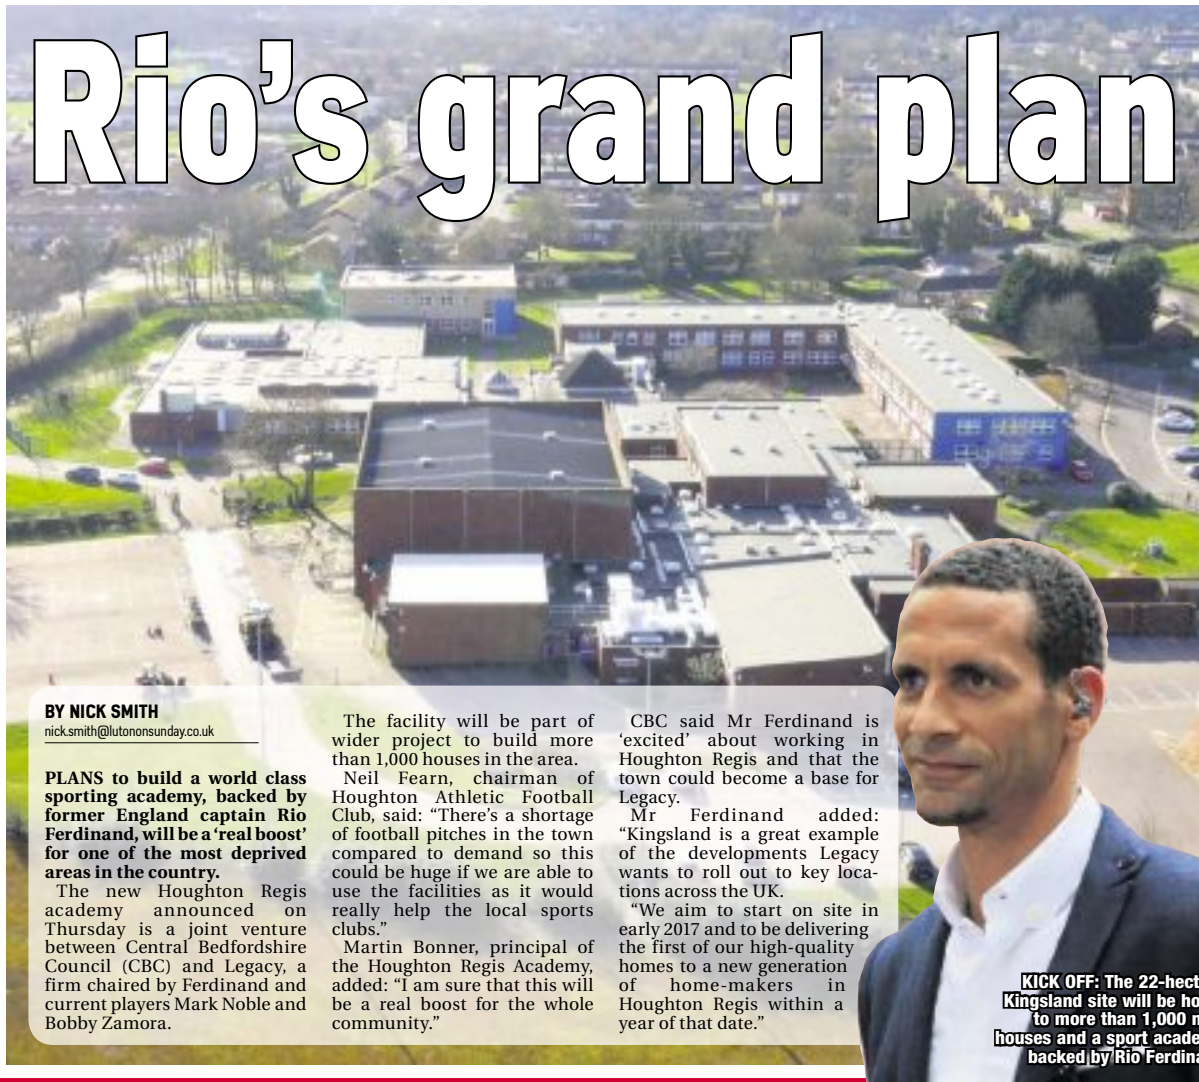 Rio's grand plan
BY NICK SMITH
nick.smith@lutononsunday.co.uk
PLANS to build a world class
sporting academy, backed by
former England captain Rio
Ferdinand, will be a 'real boost'
for one of the most deprived
areas in the country.
The new Houghton Regis
academy announced on
Thursday is a joint venture
between Central Bedfordshire
Council (CBC) and Legacy, a
firm chaired by Ferdinand and
current players Mark Noble and
Bobby Zamora.
The facility will be part of
wider project to build more
than 1,000 houses in the area.
Neil Fearn, chairman of
Houghton Athletic Football
Club, said: "There's a shortage
of football pitches in the town
compared to demand so this
could be huge if we are able to
use the facilities as it would
really help the local sports
clubs."
Martin Bonner, principal of
the Houghton Regis Academy,
added: "I am sure that this will
be a real boost for the whole
community."
CBC said Mr Ferdinand is
'excited' about working in
Houghton Regis and that the
town could become a base for
Legacy.
Mr Ferdinand added:
"Kingsland is a great example
of the developments Legacy
wants to roll out to key loca-
tions across the UK.
"We aim to start on site in
early 2017 and to be delivering
the first of our high-quality
homes to a new generation
of home-makers in
Houghton Regis within a
year of that date."
KICK OFF: The 22-hect
Kingsland site will be ho
to more than 1,000 n
houses and a sport acade
backed by Rio Ferdina